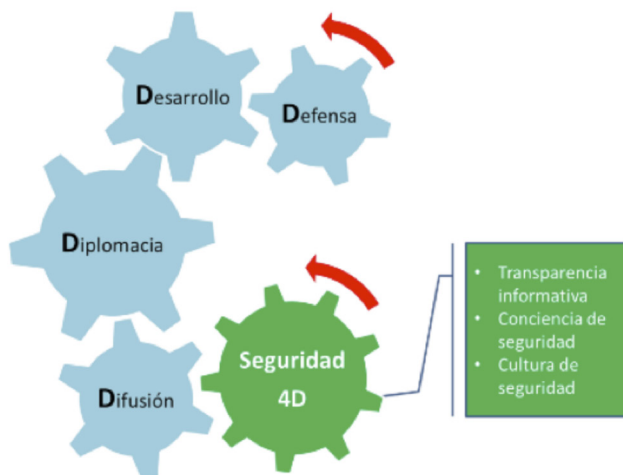 Desarrollo
Defensa
Diplomacia
Difusión
Seguridad
4D
• Transparencia
informativa
• Conciencia de
seguridad
• Cultura de
seguridad